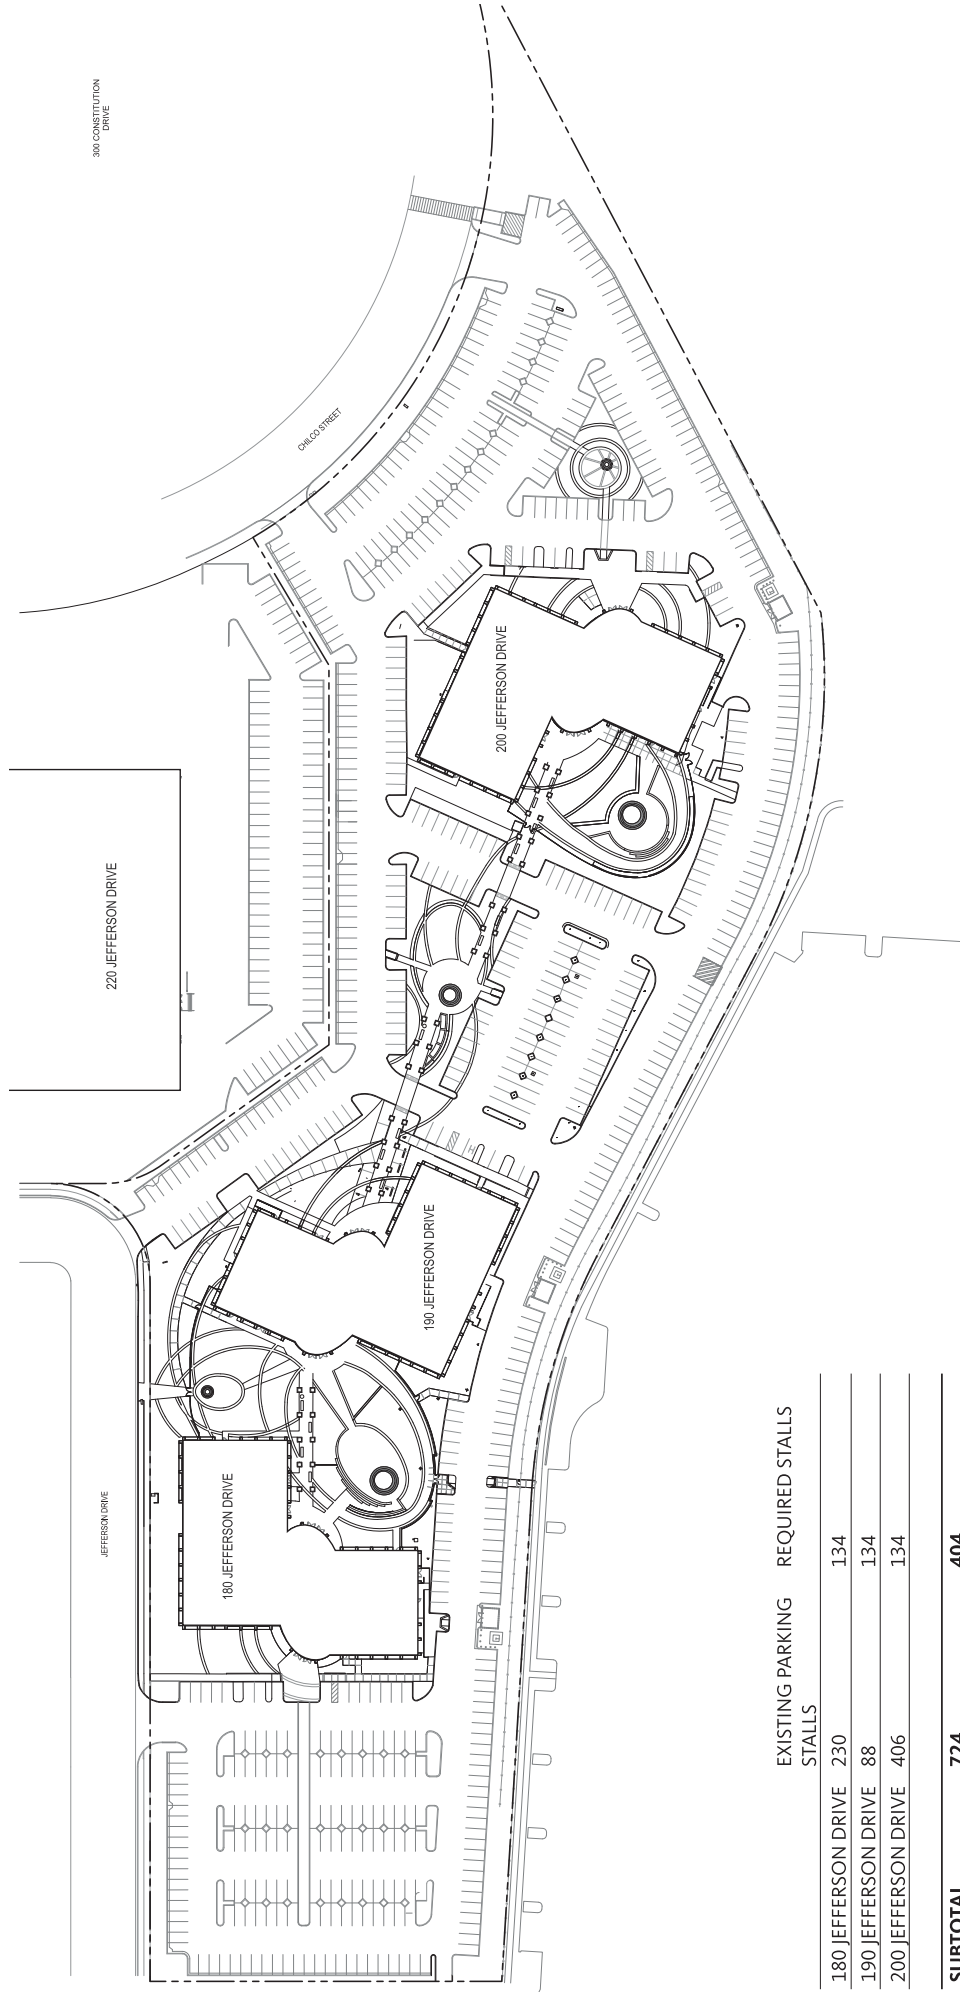 300 CONSTITUTION
DRIVE
CHILCO STREET
220 JEFFERSON DRIVE
200 JEFFERSON DRIVE
190 JEFFERSON DRIVE
180 JEFFERSON DRIVE
JEFFERSON DRIVE
EXISTING PARKING REQUIRED STALLS
STALLS
180 JEFFERSON DRIVE 230 134
190 JEFFERSON DRIVE 88 134
200 JEFFERSON DRIVE 406 134
SUBTOTAL 724 404